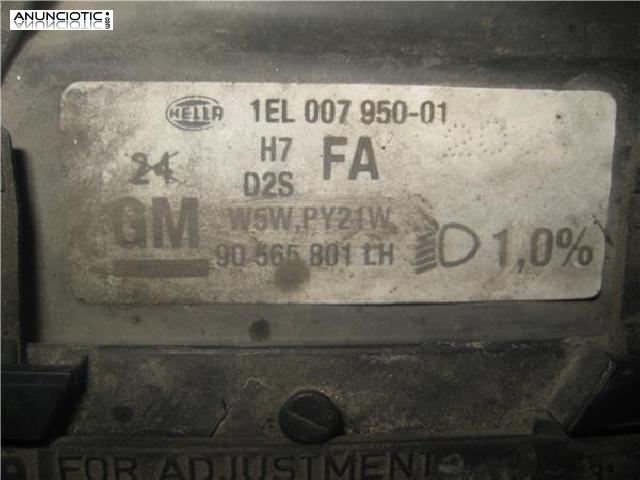 ANUNCIOTIC.com
HELLA 1EL 007 950-01
24 H7 FA
D2S
GM W5W,PY21W
90 565 801 LH 1,0%
FOR ADJUSTMENT